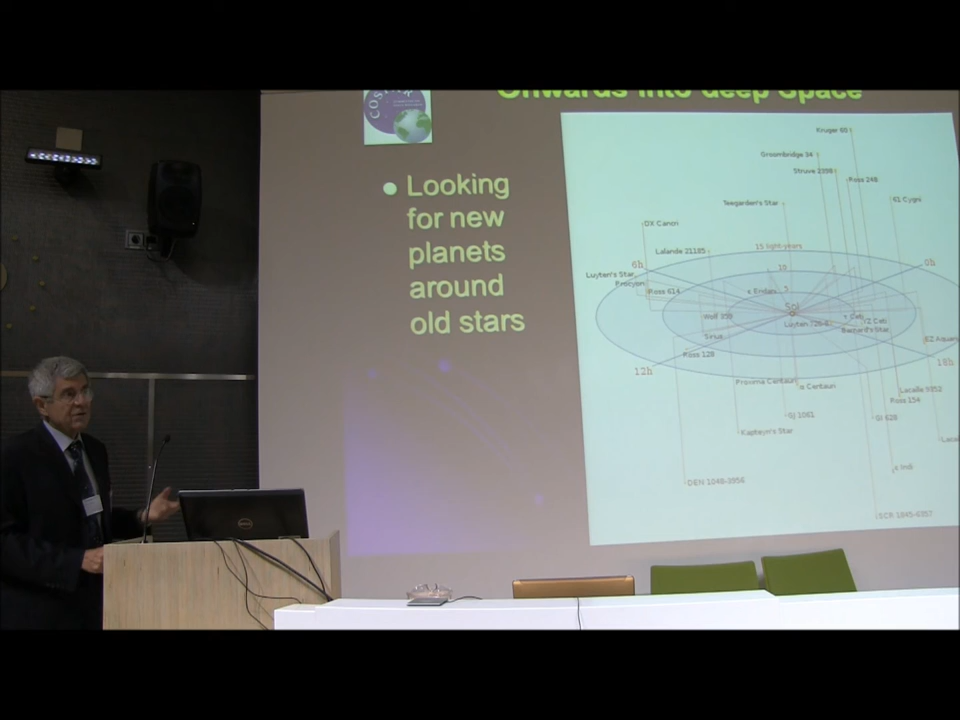 Onwards into deep Space
Looking
for new
planets
around
old stars
Kruger 60
Groombridge 34
Struve 2398
Ross 248
61 Cygni
Teegarden's Star
DX Cancri
Lalande 21185
15 light-years
6h
10
0h
Luyten's Star
Procyon
Ross 614
5
Sol
Wolf 359
Luyten 726-8
τ Ceti
YZ Ceti
Barnard's Star
Sirius
EZ Aquar
Ross 128
18h
12h
Proxima Centauri
α Centauri
Lacaille 9352
Ross 154
GJ 1061
Gl 628
Kapteyn's Star
Laca
ε Indi
DEN 1048-3956
SCR 1845-6357
DELL